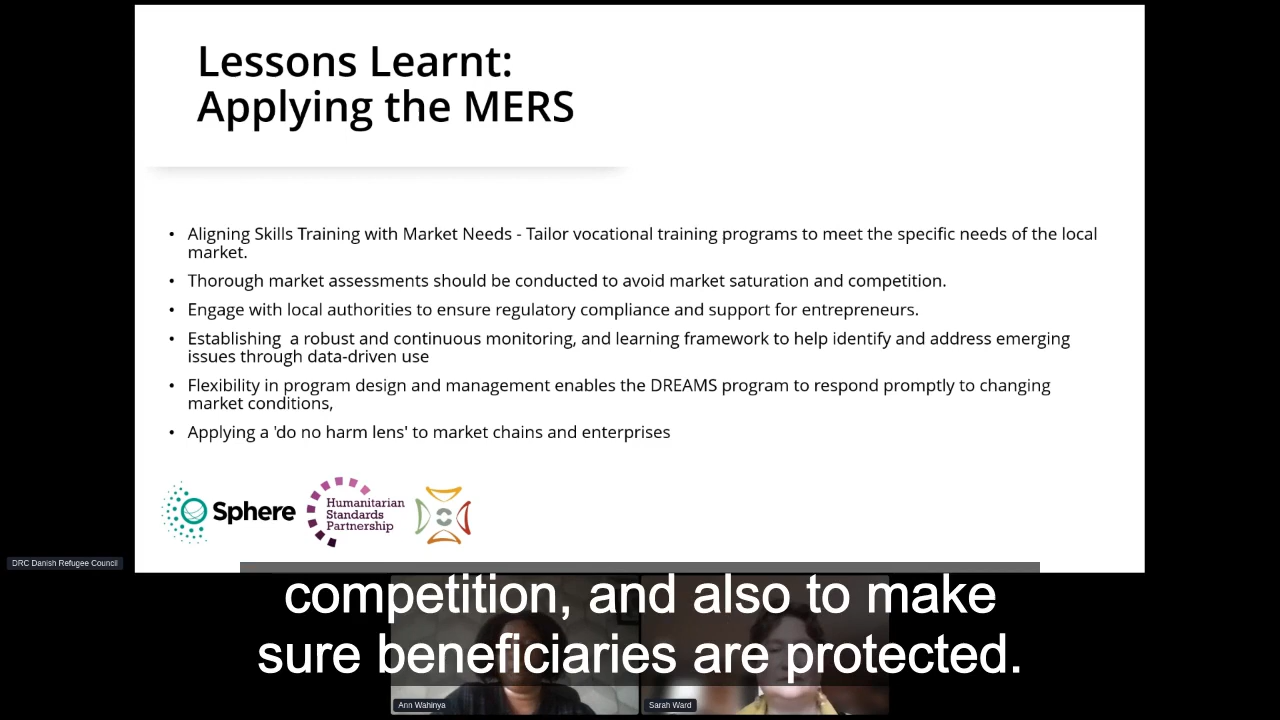 Lessons Learnt:
Applying the MERS
• Aligning Skills Training with Market Needs - Tailor vocational training programs to meet the specific needs of the local
market.
• Thorough market assessments should be conducted to avoid market saturation and competition.
• Engage with local authorities to ensure regulatory compliance and support for entrepreneurs.
• Establishing  a robust and continuous monitoring, and learning framework to help identify and address emerging
issues through data-driven use
• Flexibility in program design and management enables the DREAMS program to respond promptly to changing
market conditions,
• Applying a 'do no harm lens' to market chains and enterprises
Sphere
Humanitarian
Standards
Partnership
DRC Danish Refugee Council
competition, and also to make
sure beneficiaries are protected.
Ann Wahinya
Sarah Ward